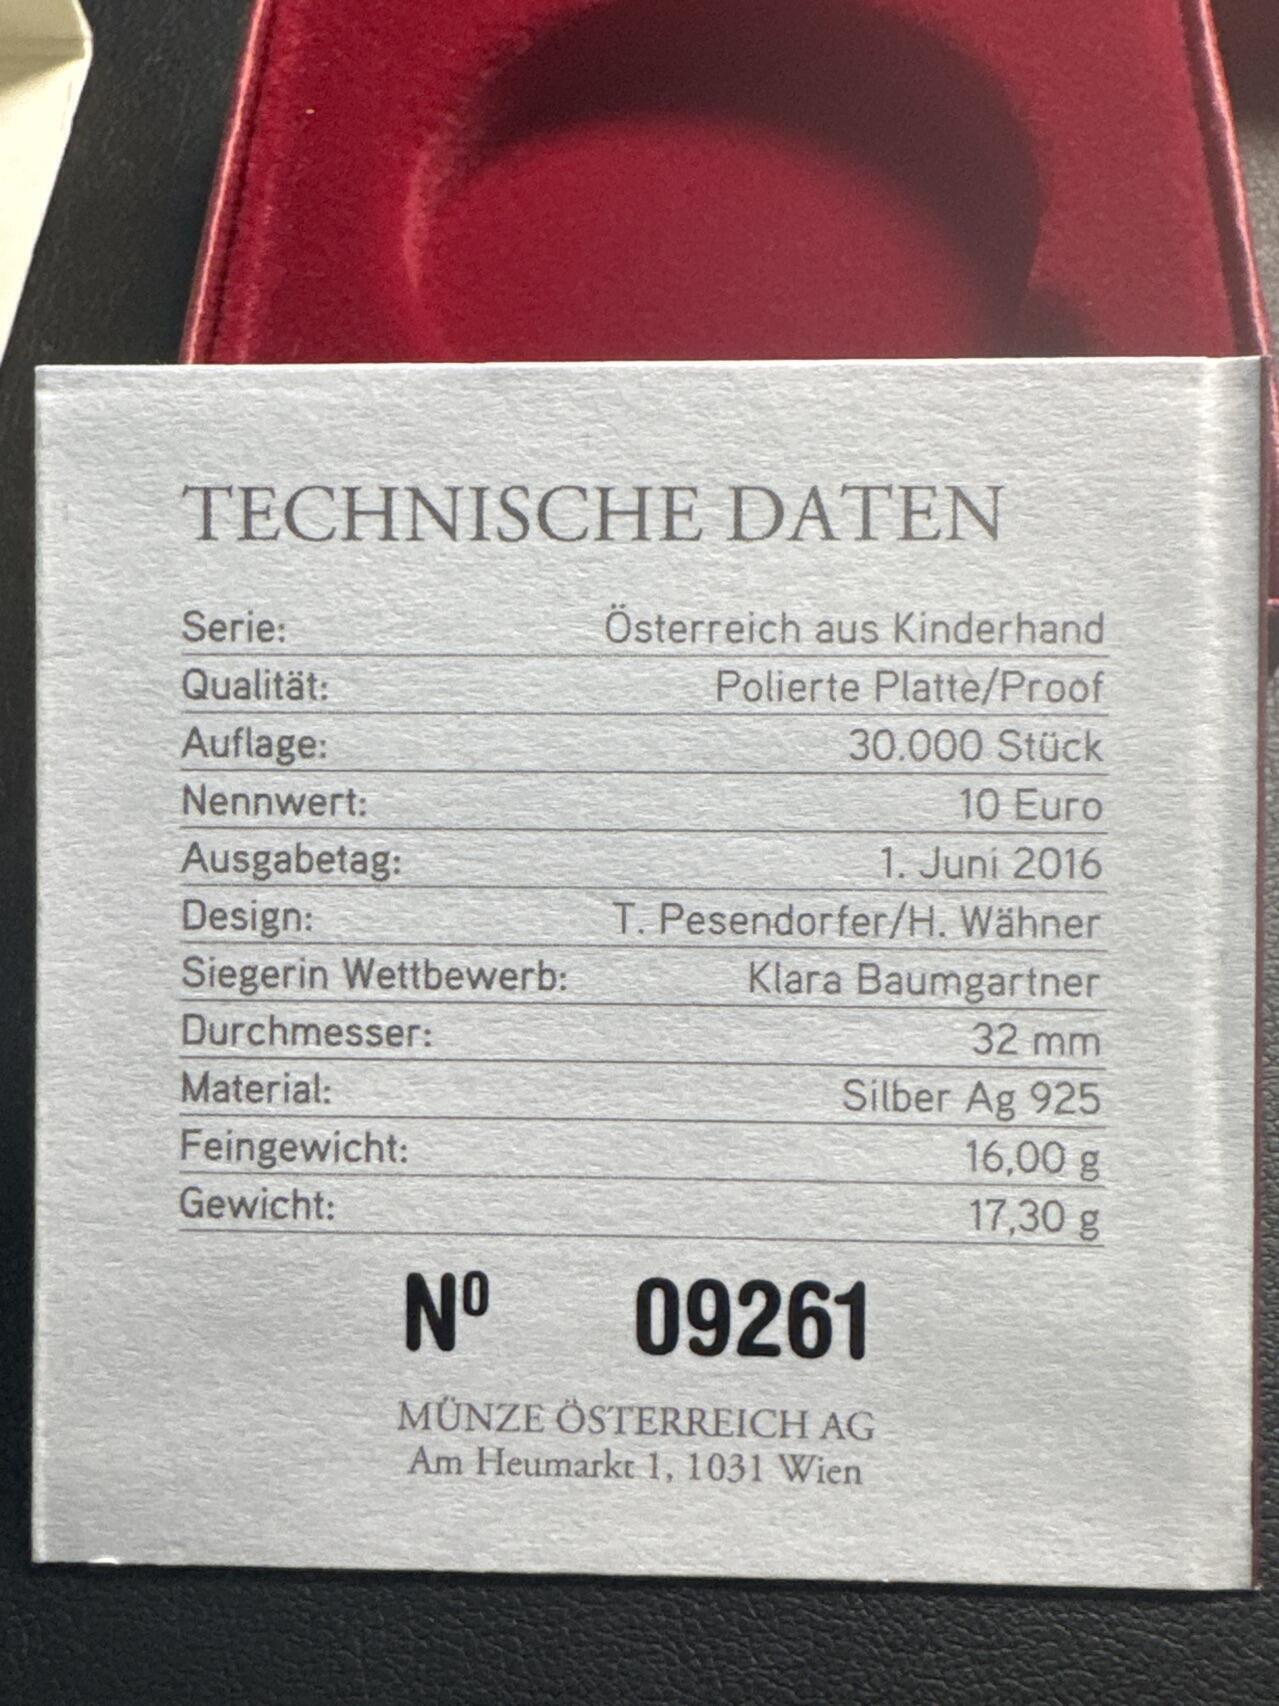 TECHNISCHE DATEN
Serie: Österreich aus Kinderhand
Qualität: Polierte Platte/Proof
Auflage: 30.000 Stück
Nennwert: 10 Euro
Ausgabetag: 1. Juni 2016
Design: T. Pesendorfer/H. Wähner
Siegerin Wettbewerb: Klara Baumgartner
Durchmesser: 32 mm
Material: Silber Ag 925
Feingewicht: 16,00 g
Gewicht: 17,30 g
Nº 09261
MÜNZE ÖSTERREICH AG
Am Heumarkt 1, 1031 Wien